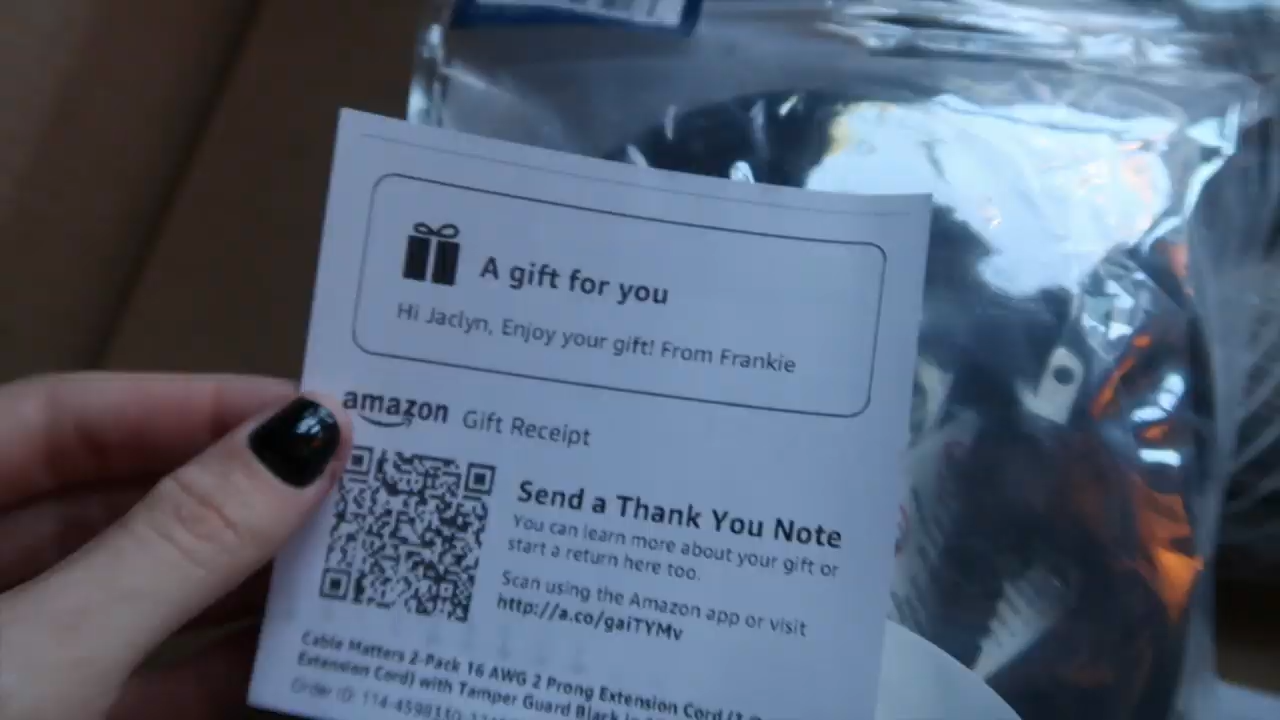 A gift for you
Hi Jaclyn, Enjoy your gift! From Frankie
amazon Gift Receipt
Send a Thank You Note
You can learn more about your gift or
start a return here too.
Scan using the Amazon app or visit
http://a.co/gaiTYMv
Cable Matters 2-Pack 16 AWG 2 Prong Extension Cord
Extension Cord) with Tamper Guard Black in
Order ID: